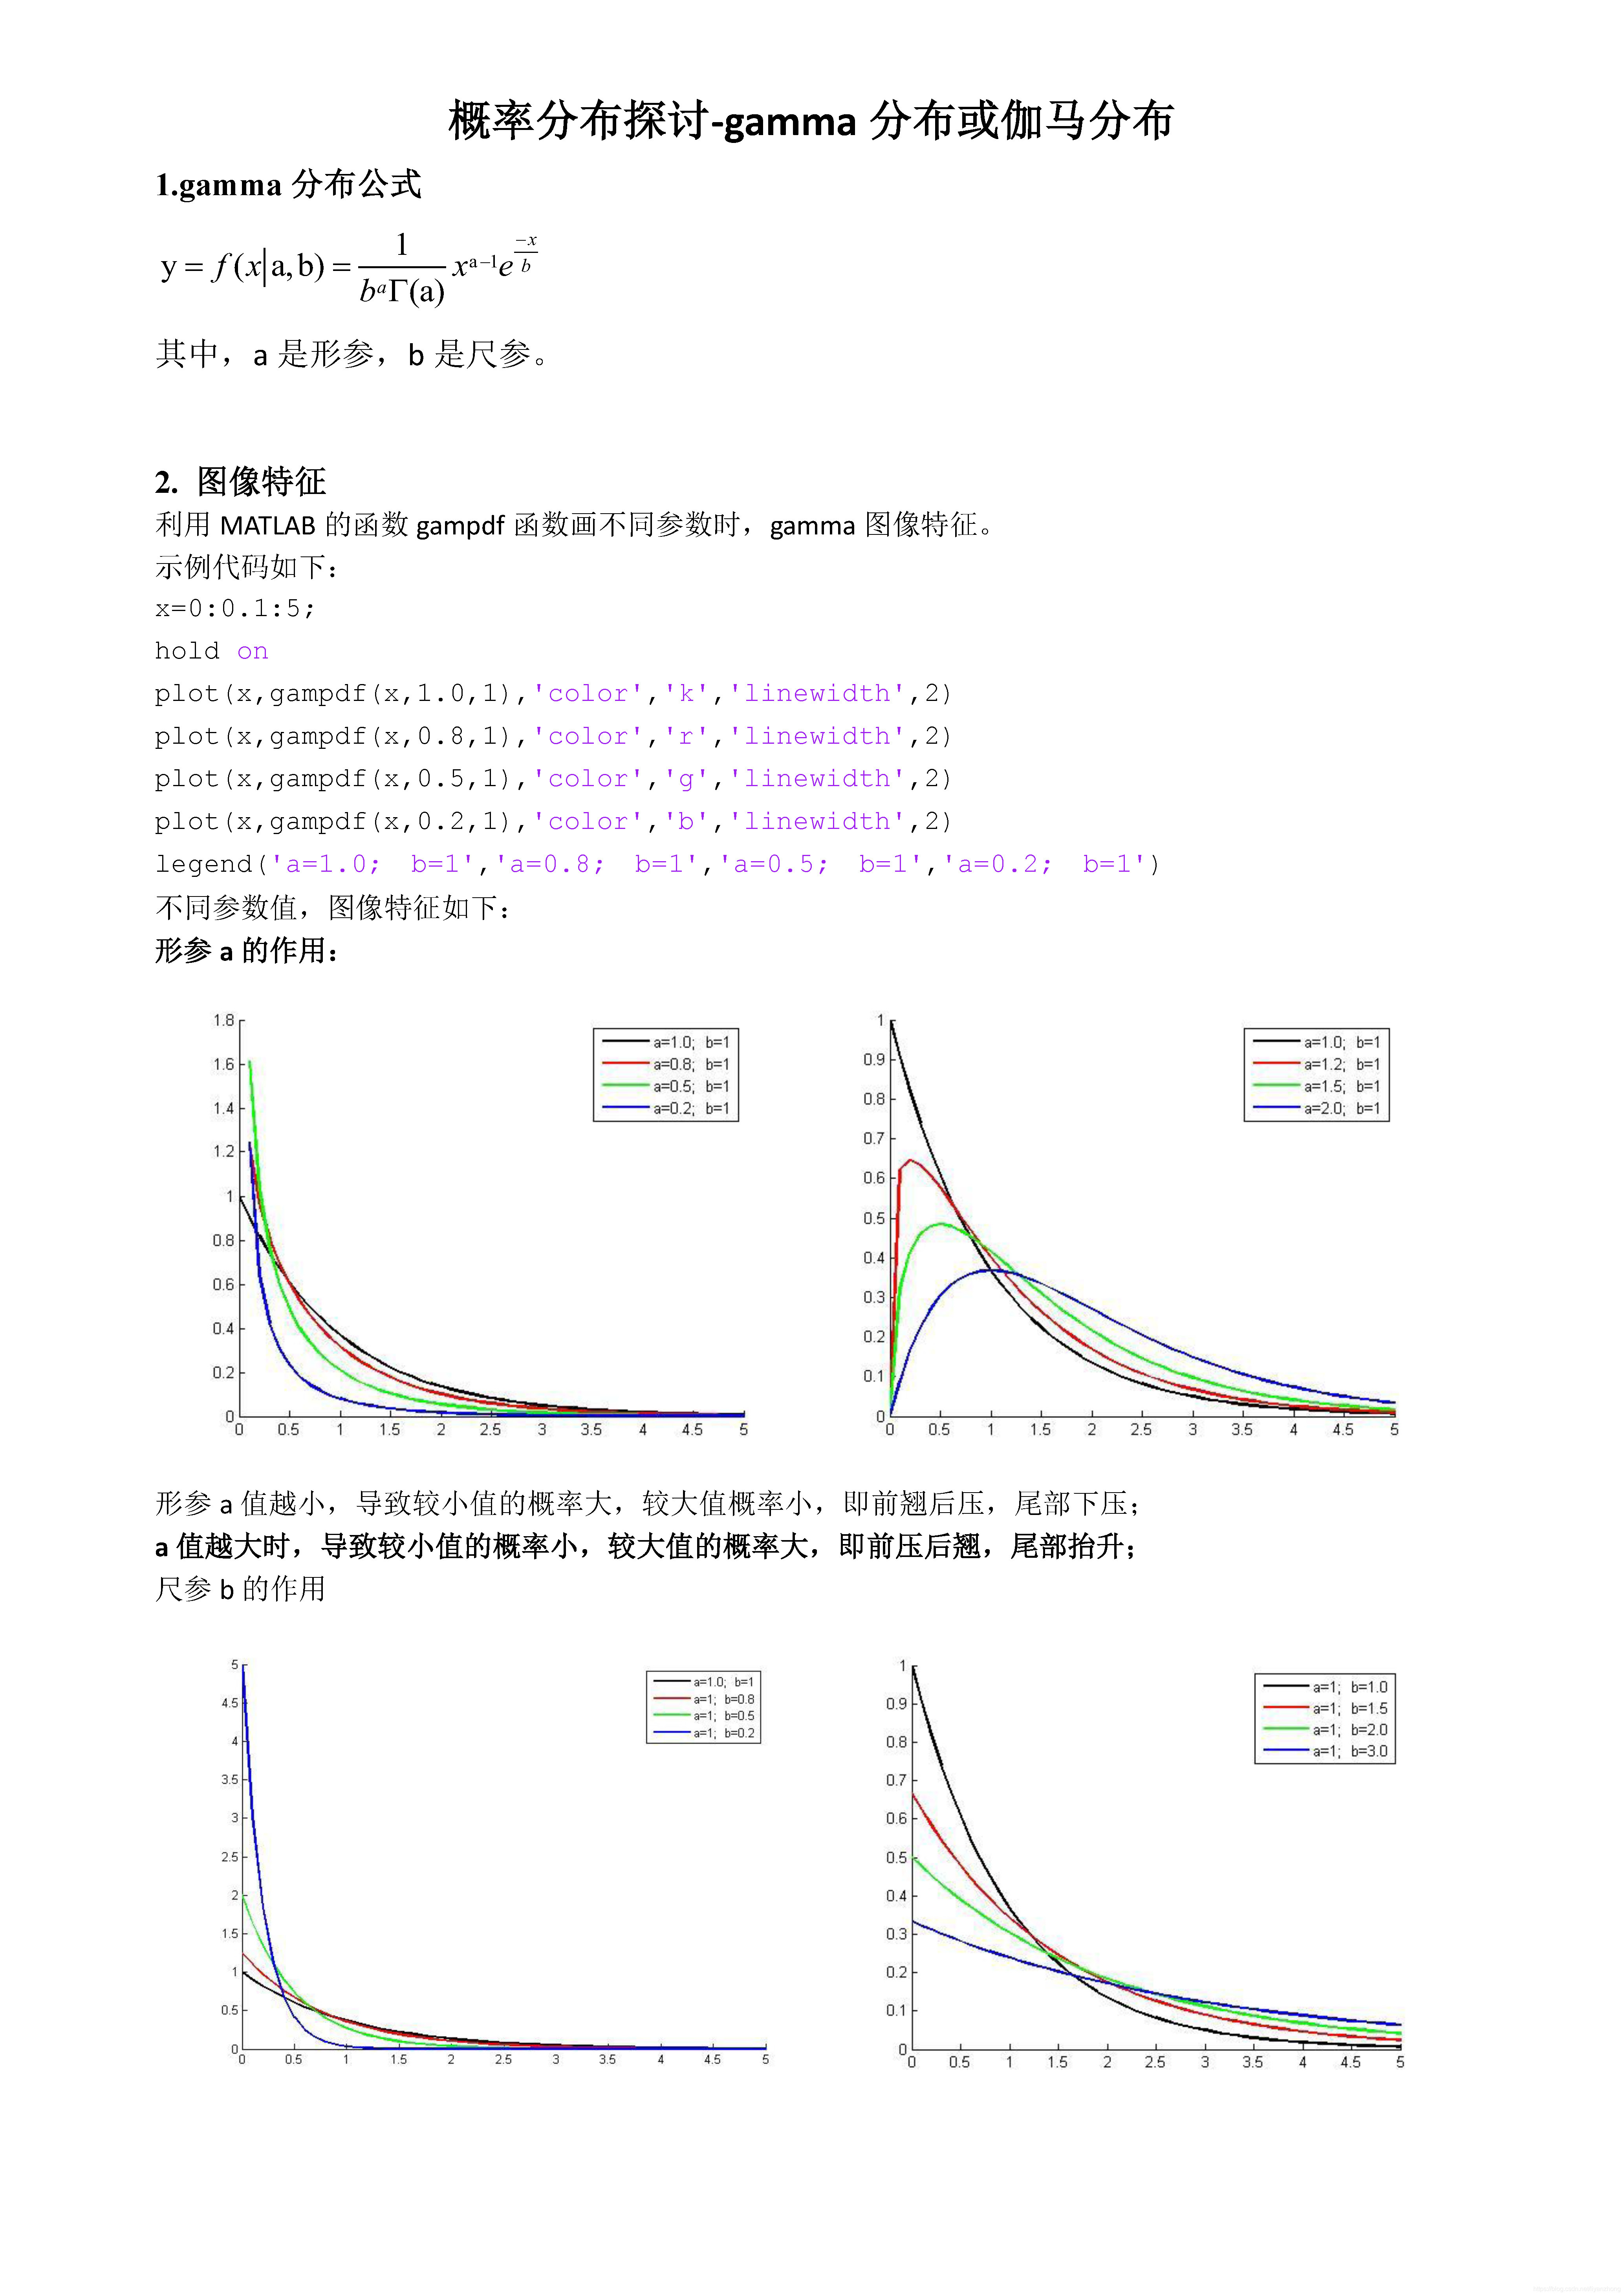 概率分布探讨-gamma 分布或伽马分布
1.gamma 分布公式
y = f(x|a,b) = \frac{1}{b^a Γ(a)} x^{a-1} e^{\frac{-x}{b}}
其中，a 是形参，b 是尺参。
2. 图像特征
利用 MATLAB 的函数 gampdf 函数画不同参数时，gamma 图像特征。
示例代码如下：
x=0:0.1:5;
hold on
plot(x,gampdf(x,1.0,1),'color','k','linewidth',2)
plot(x,gampdf(x,0.8,1),'color','r','linewidth',2)
plot(x,gampdf(x,0.5,1),'color','g','linewidth',2)
plot(x,gampdf(x,0.2,1),'color','b','linewidth',2)
legend('a=1.0;  b=1','a=0.8;  b=1','a=0.5;  b=1','a=0.2;  b=1')
不同参数值，图像特征如下：
形参 a 的作用：
1.8
1.6
1.4
1.2
1
0.8
0.6
0.4
0.2
0
0 0.5 1 1.5 2 2.5 3 3.5 4 4.5 5
a=1.0; b=1
a=0.8; b=1
a=0.5; b=1
a=0.2; b=1
1
0.9
0.8
0.7
0.6
0.5
0.4
0.3
0.2
0.1
0
0 0.5 1 1.5 2 2.5 3 3.5 4 4.5 5
a=1.0; b=1
a=1.2; b=1
a=1.5; b=1
a=2.0; b=1
形参 a 值越小，导致较小值的概率大，较大值概率小，即前翘后压，尾部下压；
a 值越大时，导致较小值的概率小，较大值的概率大，即前压后翘，尾部抬升；
尺参 b 的作用
5
4.5
4
3.5
3
2.5
2
1.5
1
0.5
0
0 0.5 1 1.5 2 2.5 3 3.5 4 4.5 5
a=1.0; b=1
a=1; b=0.8
a=1; b=0.5
a=1; b=0.2
1
0.9
0.8
0.7
0.6
0.5
0.4
0.3
0.2
0.1
0
0 0.5 1 1.5 2 2.5 3 3.5 4 4.5 5
a=1; b=1.0
a=1; b=1.5
a=1; b=2.0
a=1; b=3.0